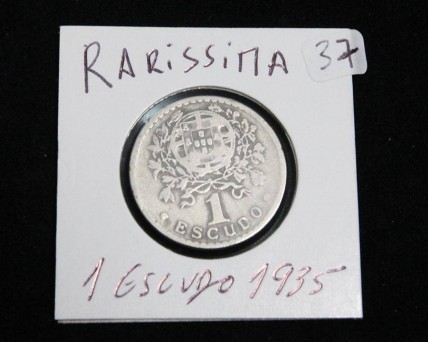 RARISSIMA 37
1
ESCUDO
1 ESCUDO 1935